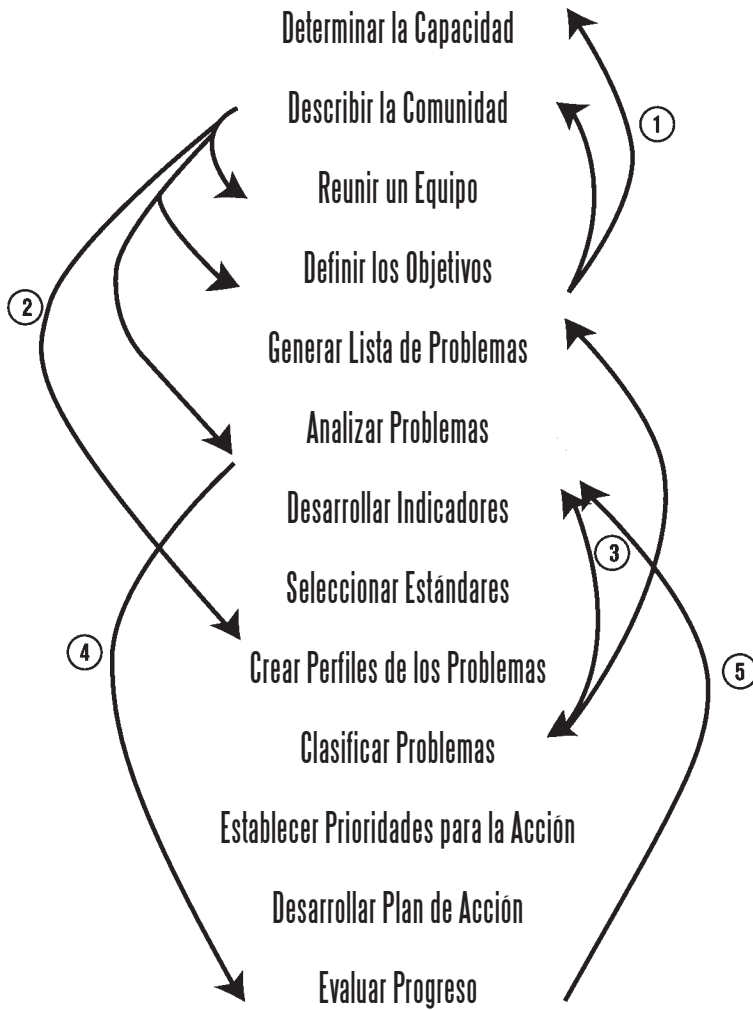 Determinar la Capacidad
Describir la Comunidad
1
Reunir un Equipo
Definir los Objetivos
2
Generar Lista de Problemas
Analizar Problemas
Desarrollar Indicadores
3
Seleccionar Estándares
4
Crear Perfiles de los Problemas
5
Clasificar Problemas
Establecer Prioridades para la Acción
Desarrollar Plan de Acción
Evaluar Progreso